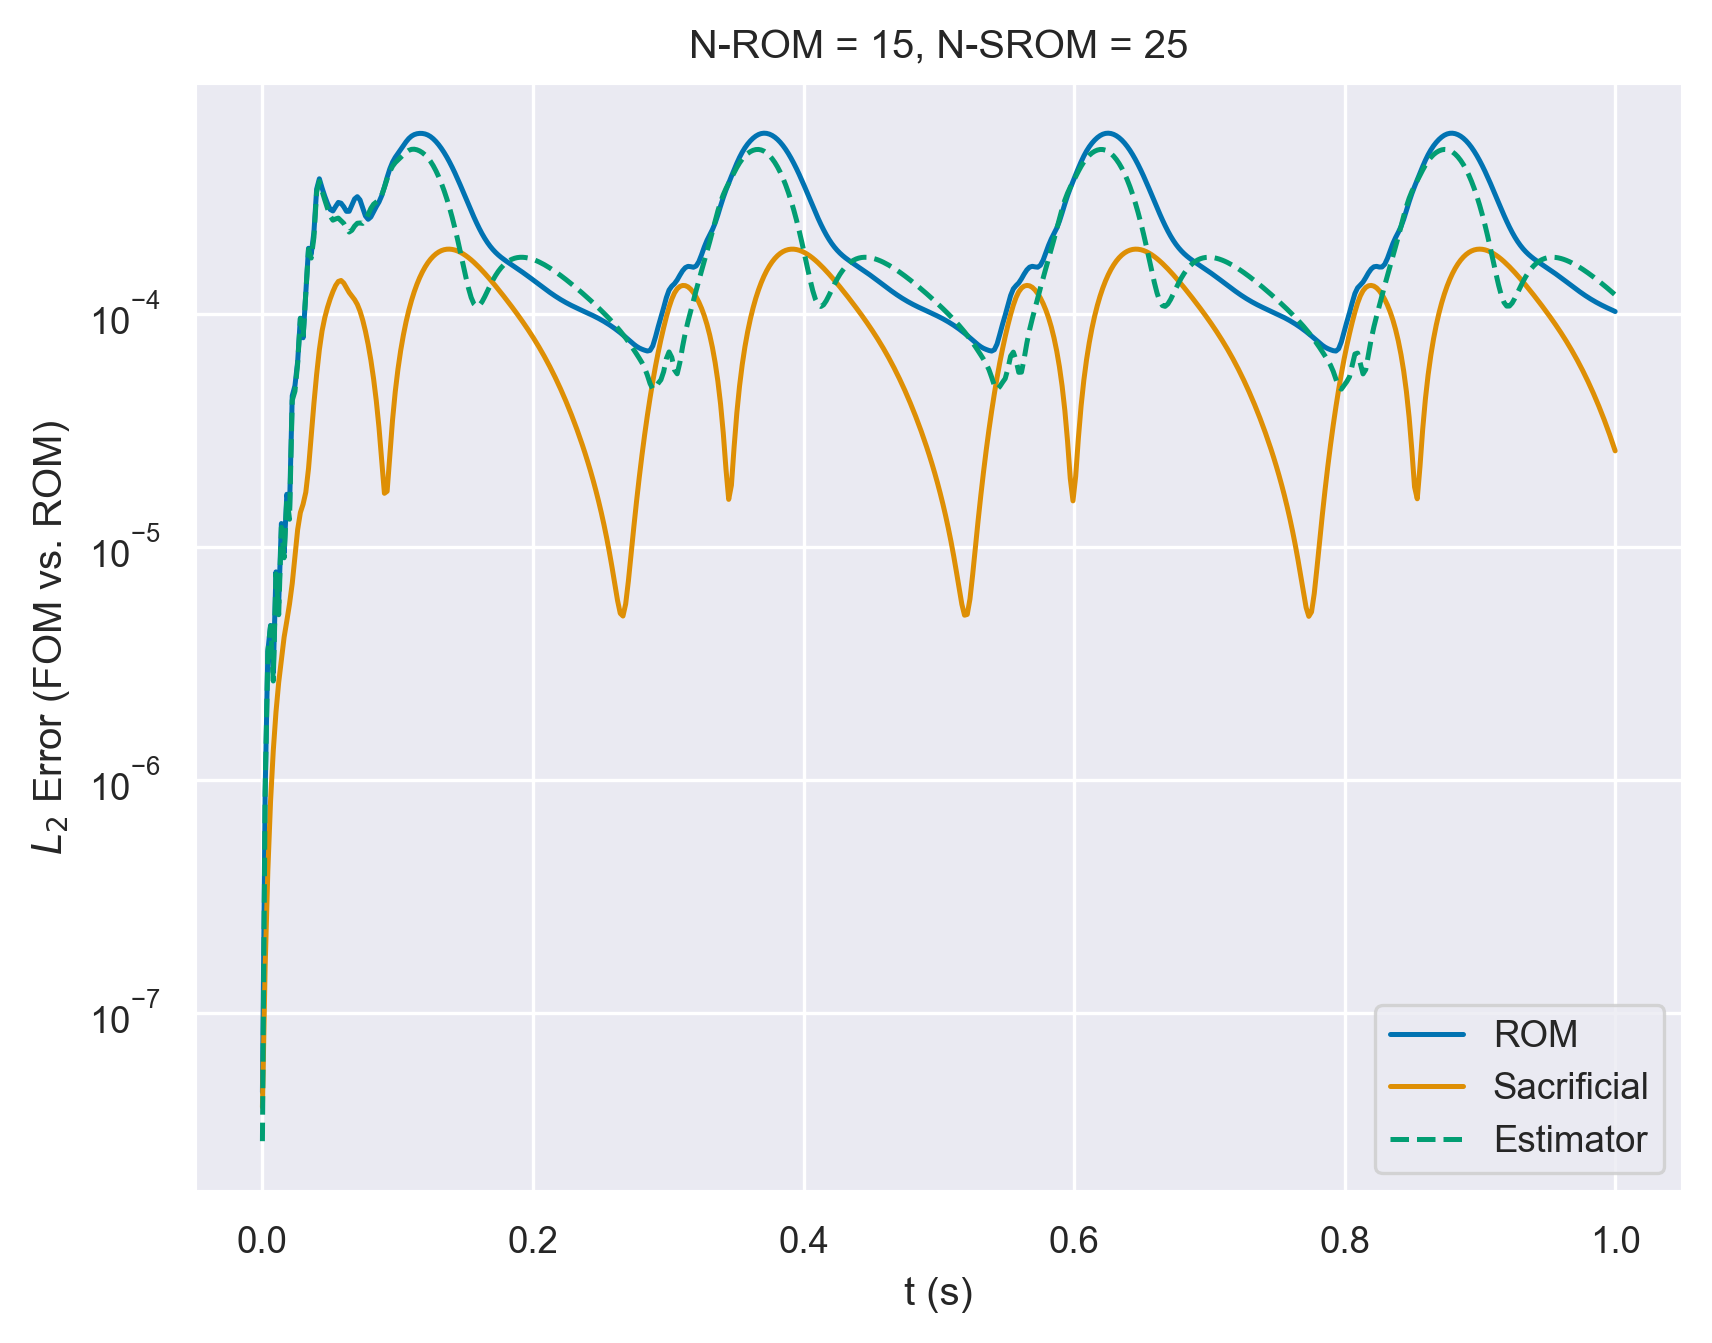 N-ROM = 15, N-SROM = 25
L₂ Error (FOM vs. ROM)
10⁻⁴
10⁻⁵
10⁻⁶
10⁻⁷
ROM
Sacrificial
Estimator
0.0 0.2 0.4 0.6 0.8 1.0
t (s)